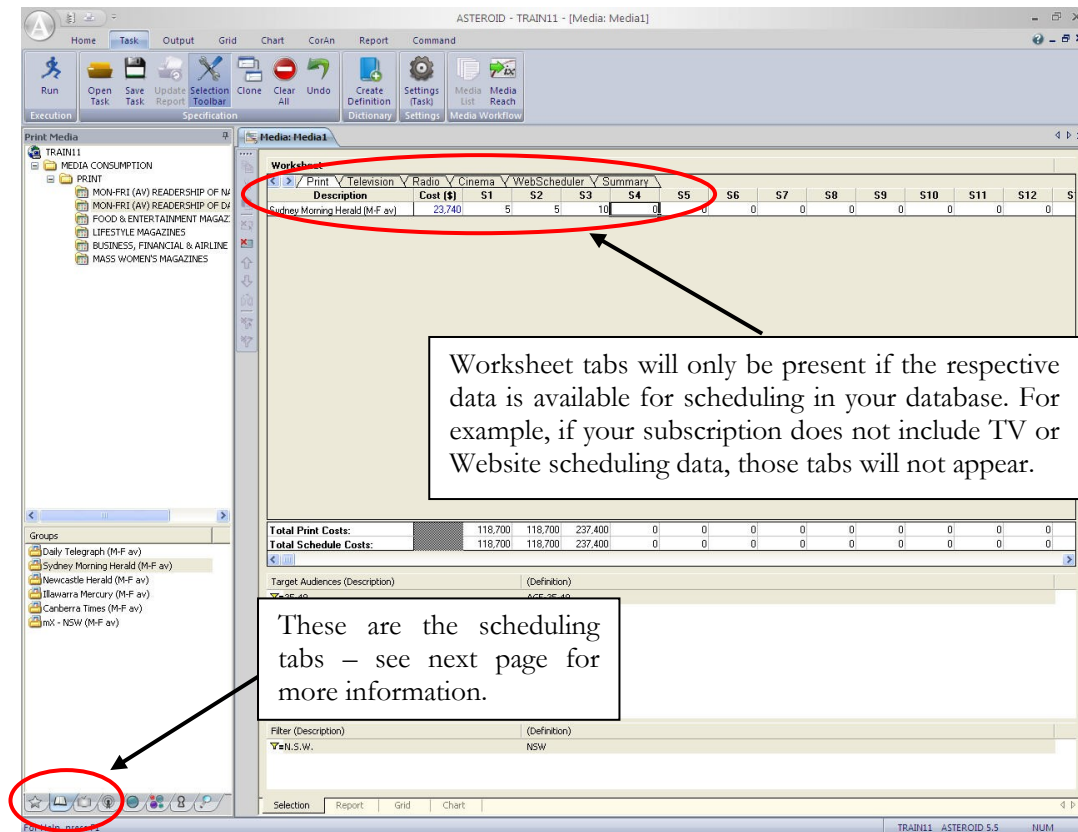 ASTEROID - TRAIN11 - [Media: Media1]
Home Task Output Grid Chart CorAn Report Command
Run Open Task Save Task Update Report Selection Toolbar Clone Clear All Undo Create Definition Settings (Task) Media List Media Reach
Execution Specification Dictionary Settings Media Workflow
Print Media
Media: Media1
TRAIN11
MEDIA CONSUMPTION
PRINT
MON-FRI (AV) READERSHIP OF NA
MON-FRI (AV) READERSHIP OF DA
FOOD & ENTERTAINMENT MAGAZ
LIFESTYLE MAGAZINES
BUSINESS, FINANCIAL & AIRLINE
MASS WOMEN'S MAGAZINES
Worksheet
Print Television Radio Cinema WebScheduler Summary
Description Cost ($) S1 S2 S3 S4 S5 S6 S7 S8 S9 S10 S11 S12 S
Sydney Morning Herald (M-F av) 23,740 5 5 10 0 0 0 0 0 0 0 0 0
Worksheet tabs will only be present if the respective
data is available for scheduling in your database. For
example, if your subscription does not include TV or
Website scheduling data, those tabs will not appear.
Total Print Costs: 118,700 118,700 237,400 0 0 0 0 0 0 0 0 0
Total Schedule Costs: 118,700 118,700 237,400 0 0 0 0 0 0 0 0 0
Groups
Daily Telegraph (M-F av)
Sydney Morning Herald (M-F av)
Newcastle Herald (M-F av)
Illawarra Mercury (M-F av)
Canberra Times (M-F av)
mX - NSW (M-F av)
Target Audiences (Description) (Definition)
These are the scheduling
tabs – see next page for
more information.
Filter (Description) (Definition)
=N.S.W. NSW
Selection Report Grid Chart
For Help, press F1
TRAIN11 ASTEROID 5.5 NUM